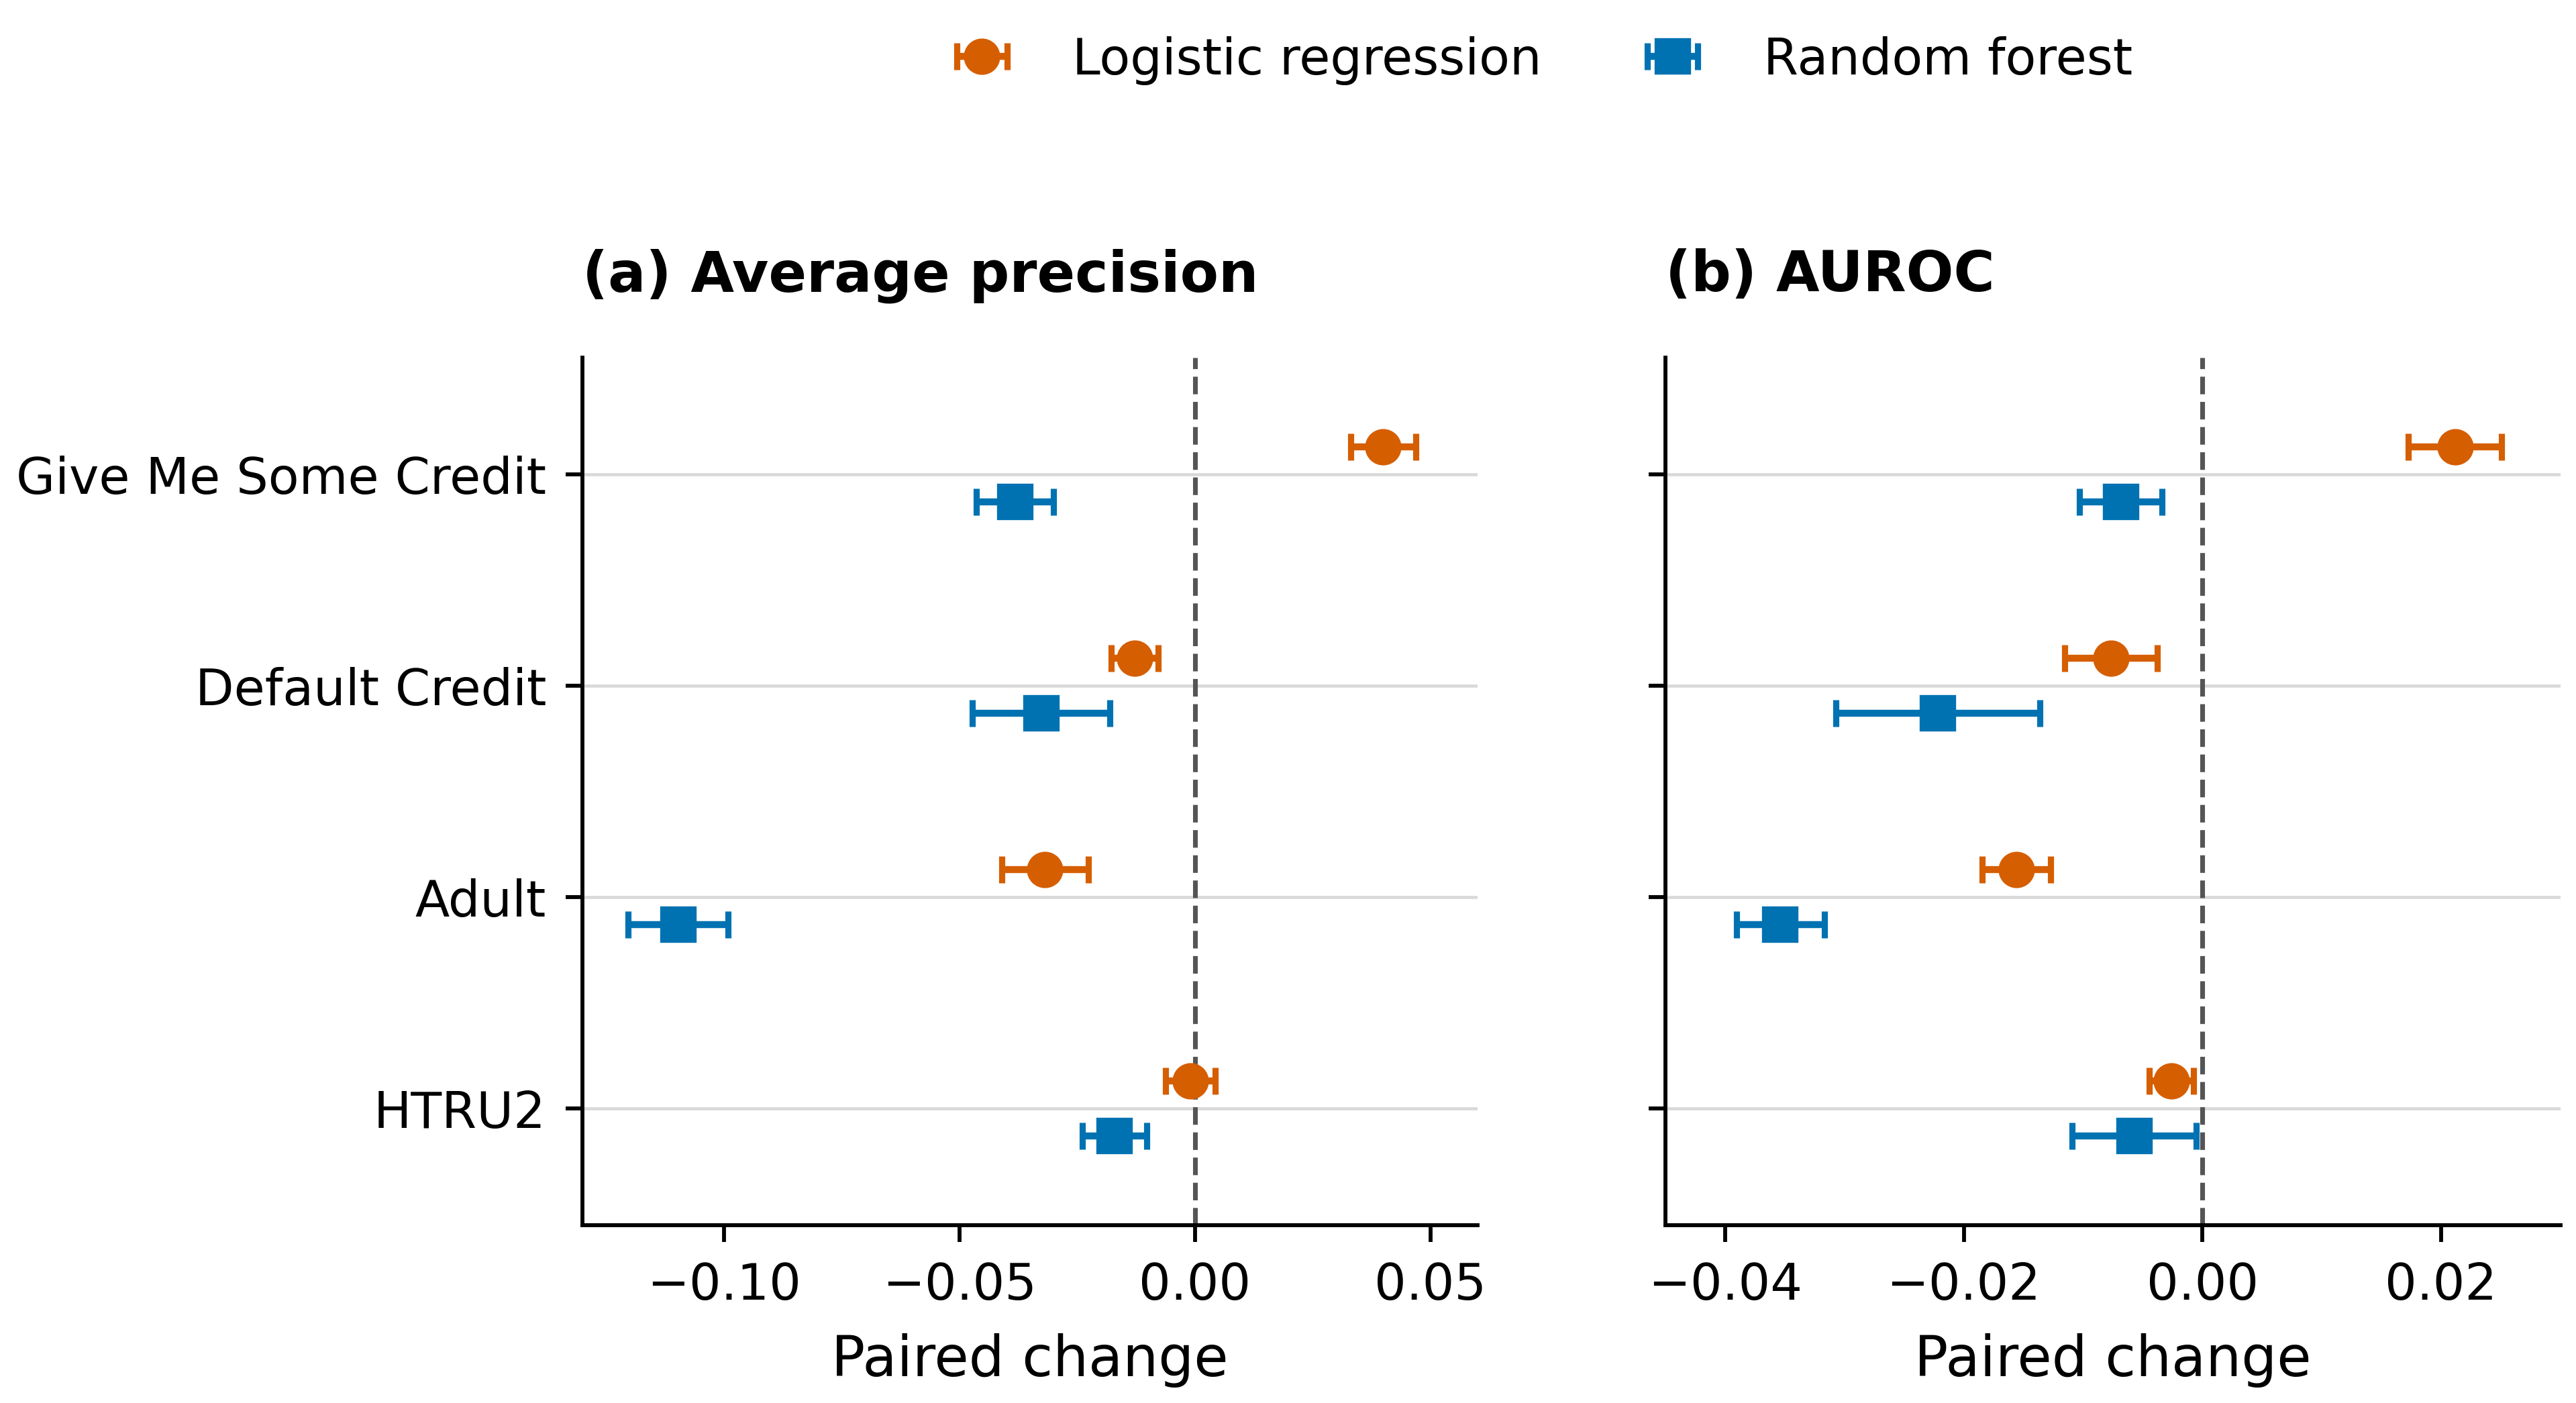 Logistic regression Random forest
(a) Average precision
(b) AUROC
Give Me Some Credit
Default Credit
Adult
HTRU2
−0.10 −0.05 0.00 0.05
−0.04 −0.02 0.00 0.02
Paired change
Paired change